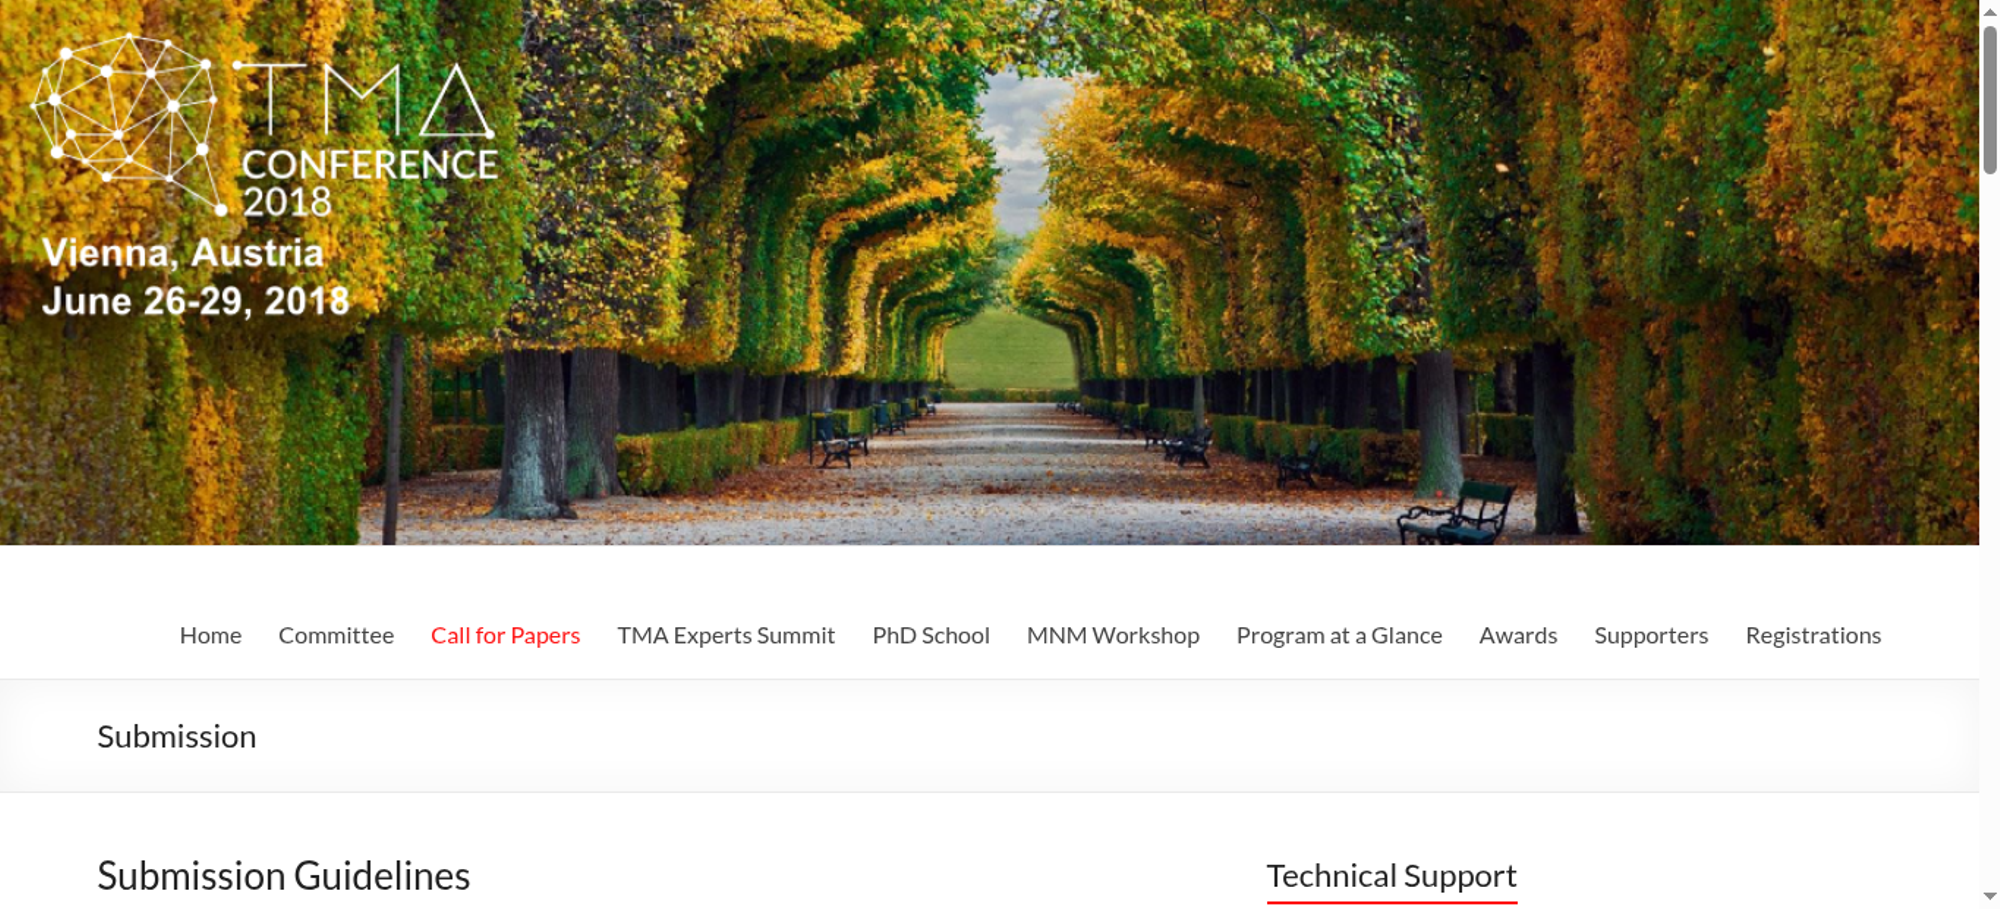 TMA
CONFERENCE
2018
Vienna, Austria
June 26-29, 2018
Home Committee Call for Papers TMA Experts Summit PhD School MNM Workshop Program at a Glance Awards Supporters Registrations
Submission
Submission Guidelines
Technical Support